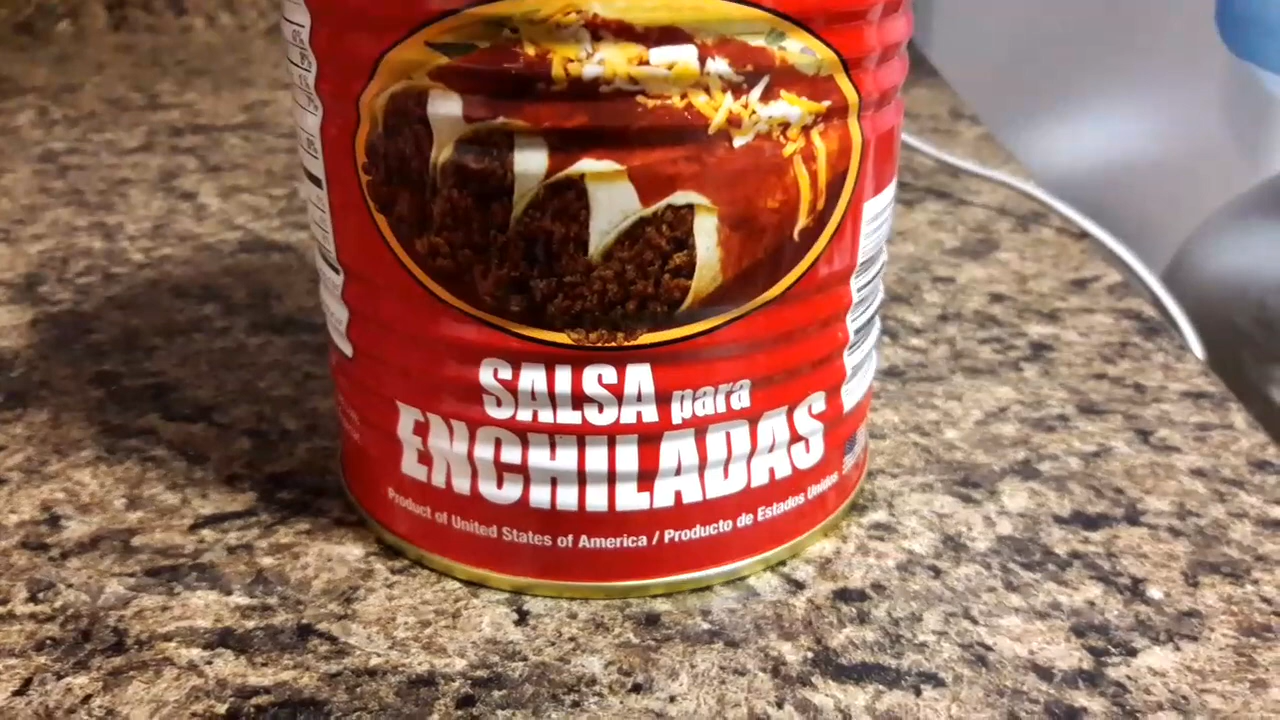 SALSA para
ENCHILADAS
Product of United States of America / Producto de Estados Unidos